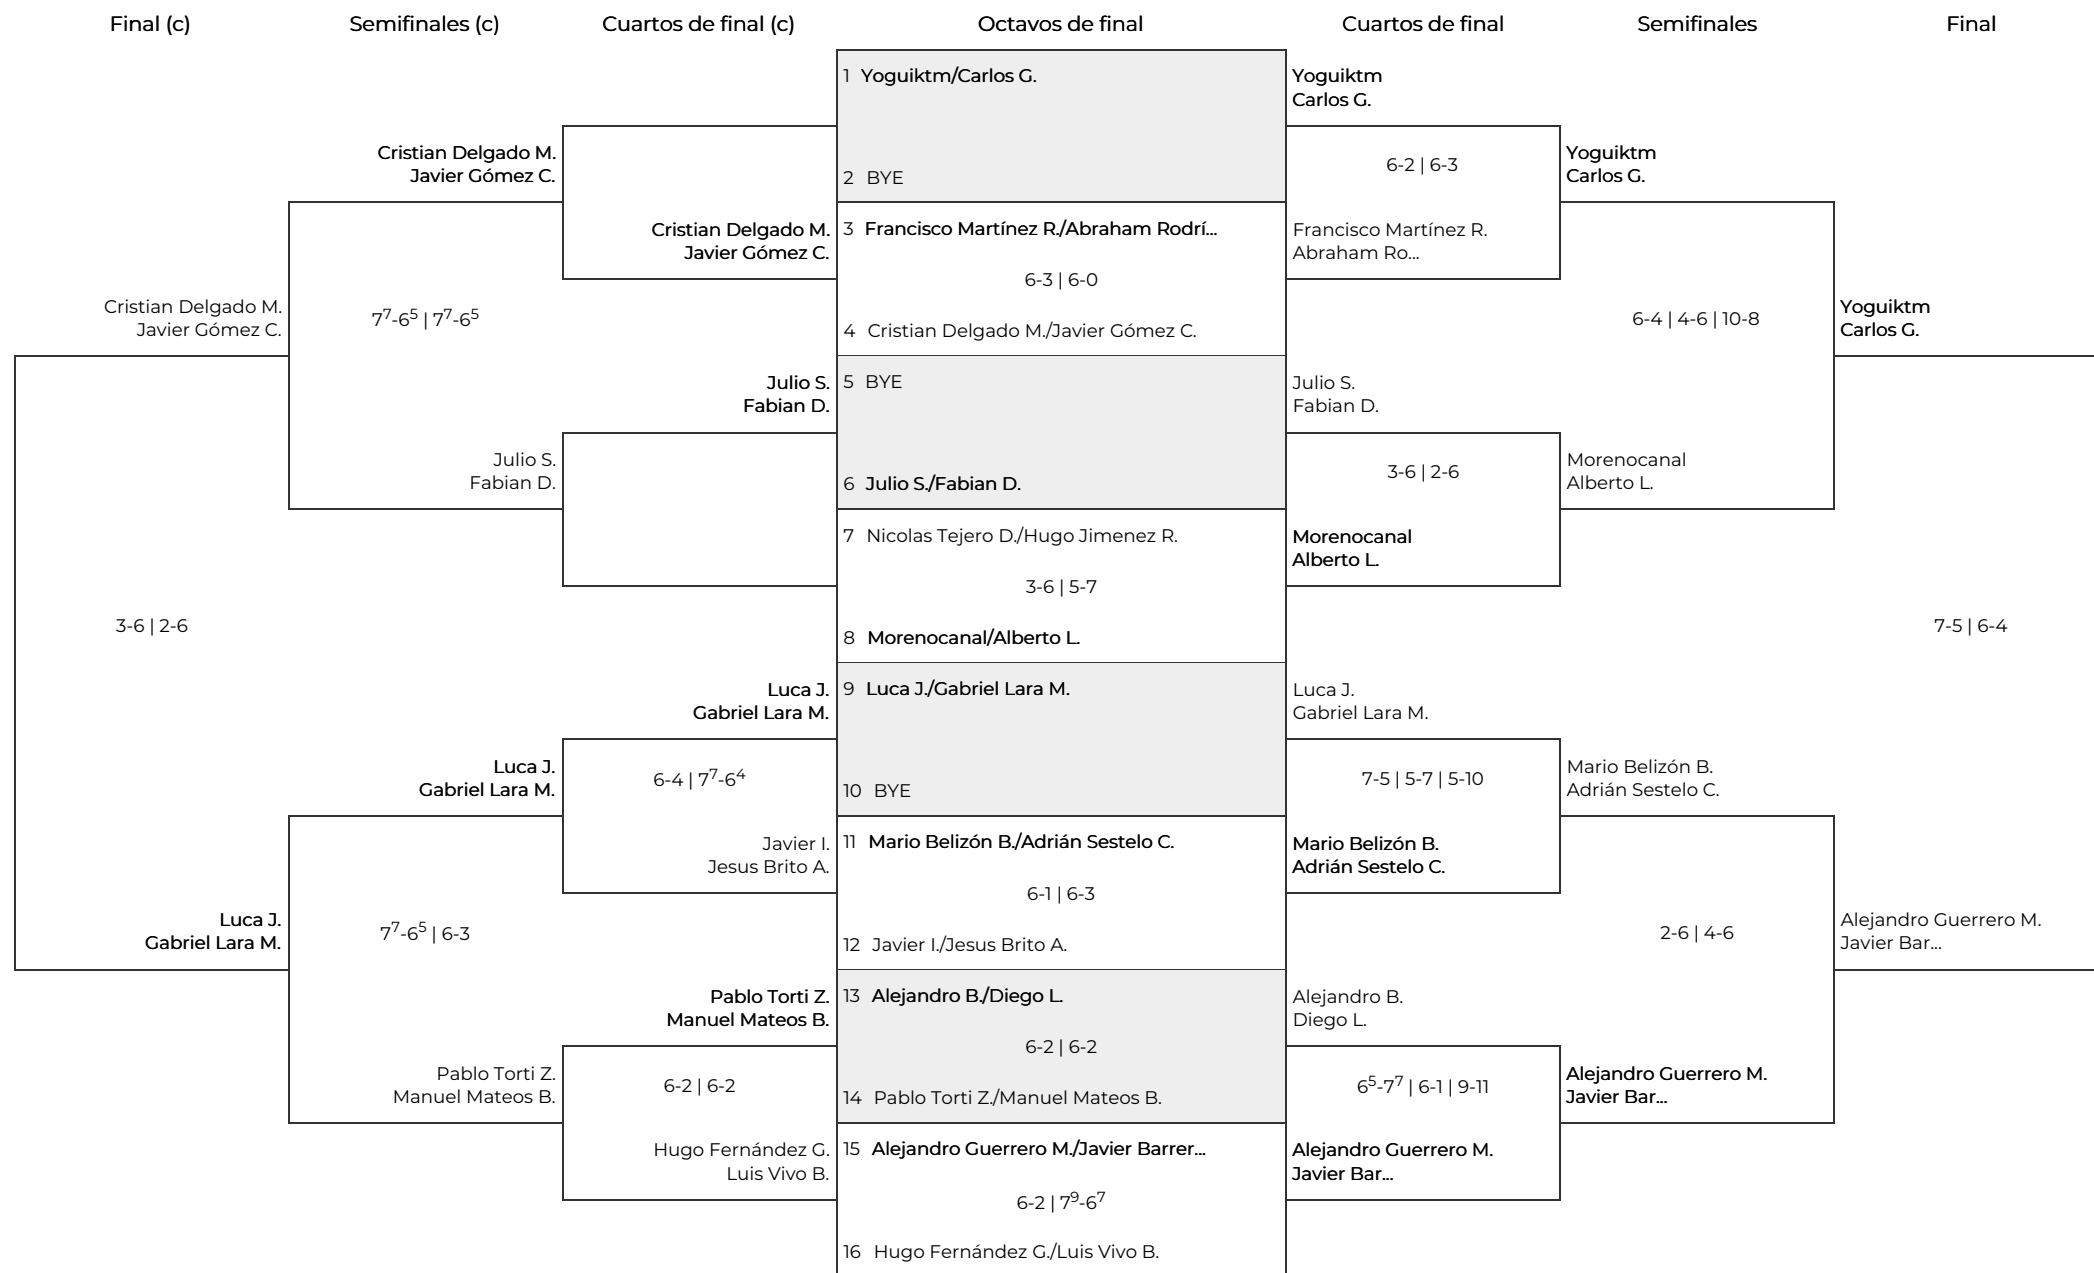 Final (c)
Semifinales (c)
Cuartos de final (c)
Octavos de final
Cuartos de final
Semifinales
Final
Cristian Delgado M.
Javier Gómez C.
3-6 | 2-6
Luca J.
Gabriel Lara M.
Cristian Delgado M.
Javier Gómez C.
7⁷-6⁵ | 7⁷-6⁵
Julio S.
Fabian D.
Luca J.
Gabriel Lara M.
7⁷-6⁵ | 6-3
Pablo Torti Z.
Manuel Mateos B.
Cristian Delgado M.
Javier Gómez C.
Julio S.
Fabian D.
Luca J.
Gabriel Lara M.
6-4 | 7⁷-6⁴
Javier I.
Jesus Brito A.
Pablo Torti Z.
Manuel Mateos B.
6-2 | 6-2
Hugo Fernández G.
Luis Vivo B.
1 Yoguiktm/Carlos G.
2 BYE
3 Francisco Martínez R./Abraham Rodrí...
6-3 | 6-0
4 Cristian Delgado M./Javier Gómez C.
5 BYE
6 Julio S./Fabian D.
7 Nicolas Tejero D./Hugo Jimenez R.
3-6 | 5-7
8 Morenocanal/Alberto L.
9 Luca J./Gabriel Lara M.
10 BYE
11 Mario Belizón B./Adrián Sestelo C.
6-1 | 6-3
12 Javier I./Jesus Brito A.
13 Alejandro B./Diego L.
6-2 | 6-2
14 Pablo Torti Z./Manuel Mateos B.
15 Alejandro Guerrero M./Javier Barrer...
6-2 | 7⁹-6⁷
16 Hugo Fernández G./Luis Vivo B.
Yoguiktm
Carlos G.
6-2 | 6-3
Francisco Martínez R.
Abraham Ro...
Julio S.
Fabian D.
3-6 | 2-6
Morenocanal
Alberto L.
Luca J.
Gabriel Lara M.
7-5 | 5-7 | 5-10
Mario Belizón B.
Adrián Sestelo C.
Alejandro B.
Diego L.
6⁵-7⁷ | 6-1 | 9-11
Alejandro Guerrero M.
Javier Bar...
Yoguiktm
Carlos G.
6-4 | 4-6 | 10-8
Morenocanal
Alberto L.
Mario Belizón B.
Adrián Sestelo C.
2-6 | 4-6
Alejandro Guerrero M.
Javier Bar...
Yoguiktm
Carlos G.
7-5 | 6-4
Alejandro Guerrero M.
Javier Bar...